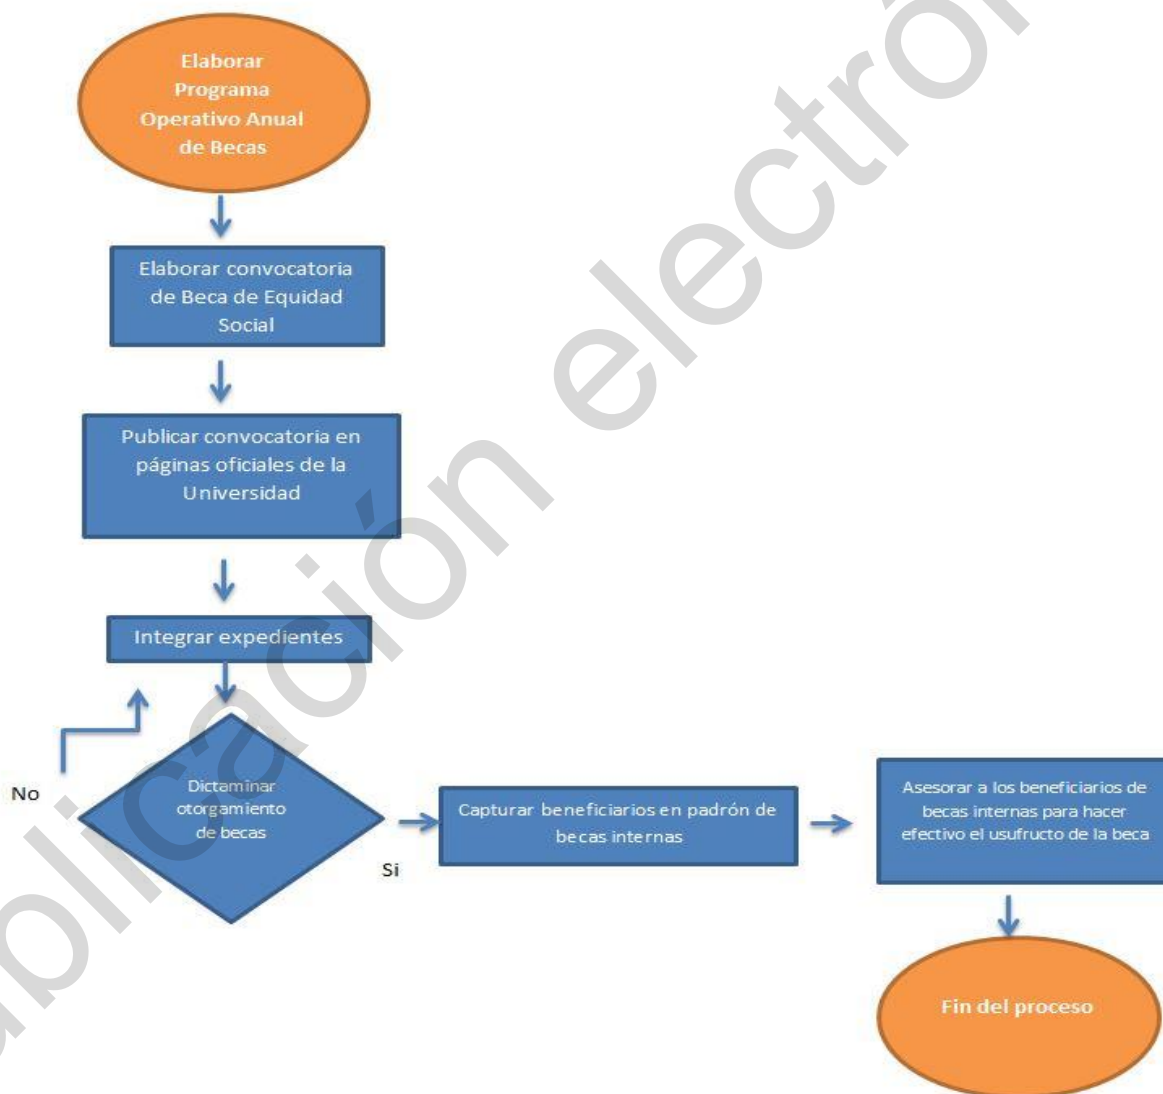 Elaborar
Programa
Operativo Anual
de Becas
Elaborar convocatoria
de Beca de Equidad
Social
Publicar convocatoria en
páginas oficiales de la
Universidad
Integrar expedientes
No
Dictaminar
otorgamiento
de becas
Si
Capturar beneficiarios en padrón de
becas internas
Asesorar a los beneficiarios de
becas internas para hacer
efectivo el usufructo de la beca
Fin del proceso